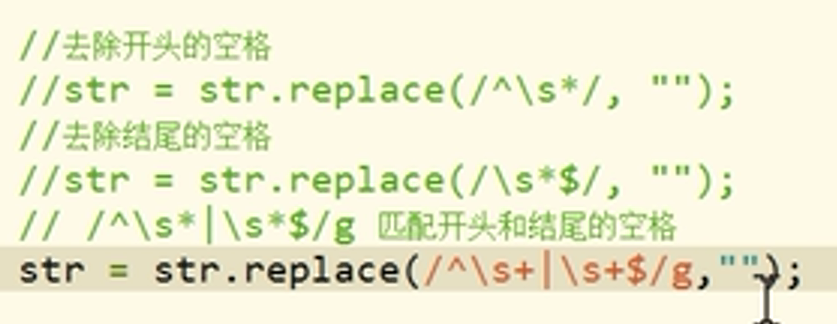 //去除开头的空格
//str = str.replace(/^\s*/, "");
//去除结尾的空格
//str = str.replace(/\s*$/, "");
// /^\s*|\s*$/g 匹配开头和结尾的空格
str = str.replace(/^\s+|\s+$/g,"");